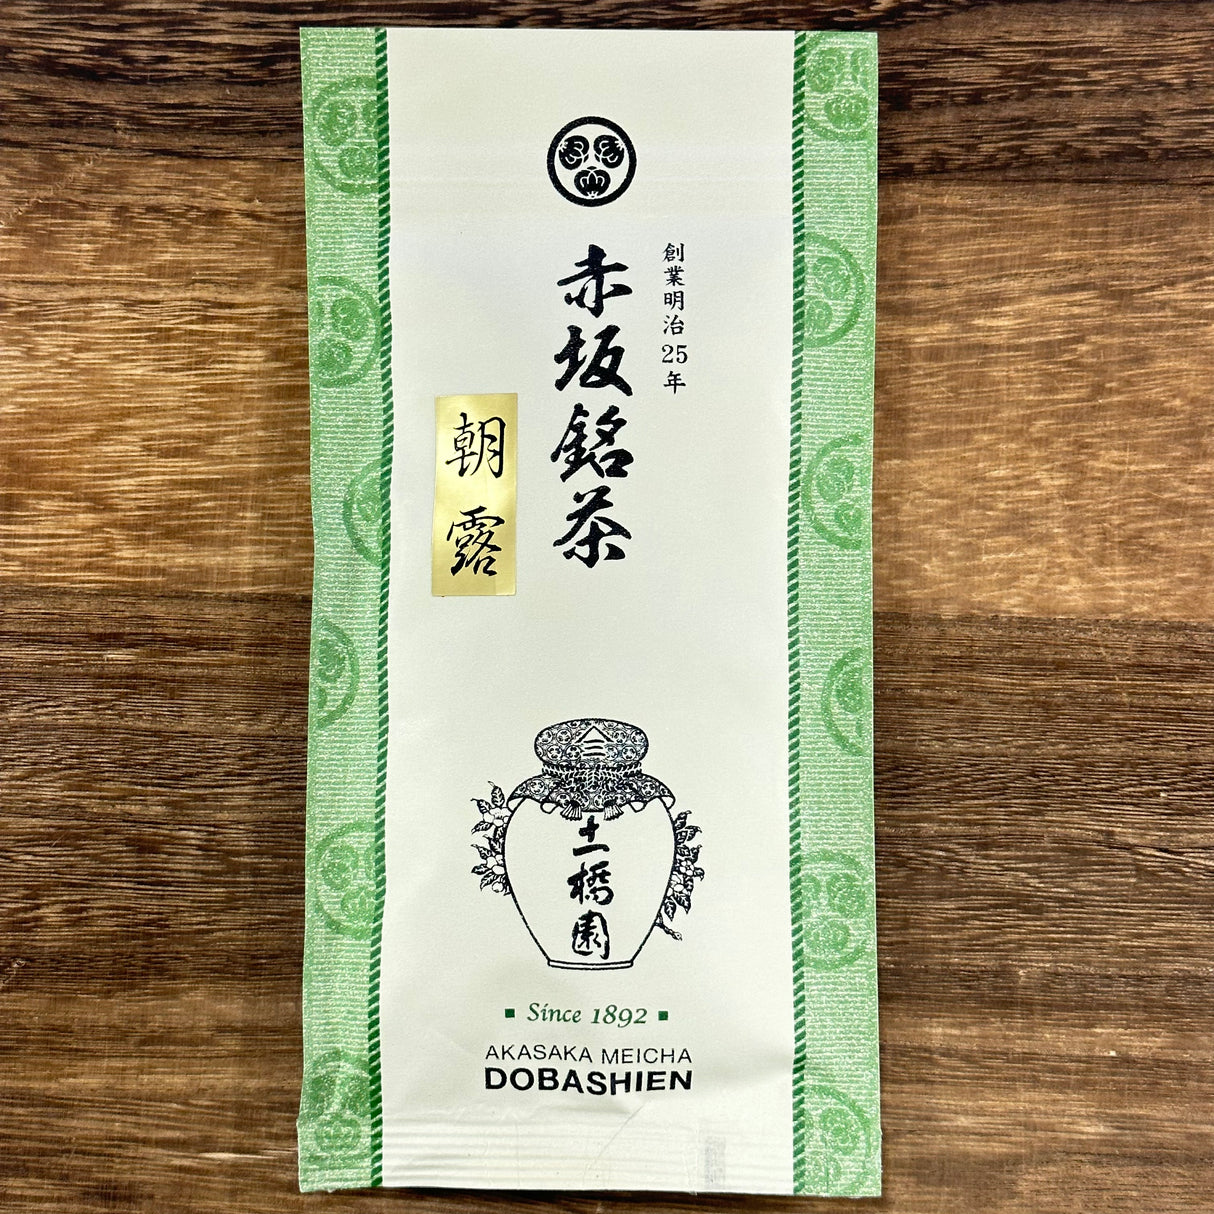 創業明治25年
赤坂銘茶
朝露
土橋園
Since 1892
AKASAKA MEICHA
DOBASHIEN